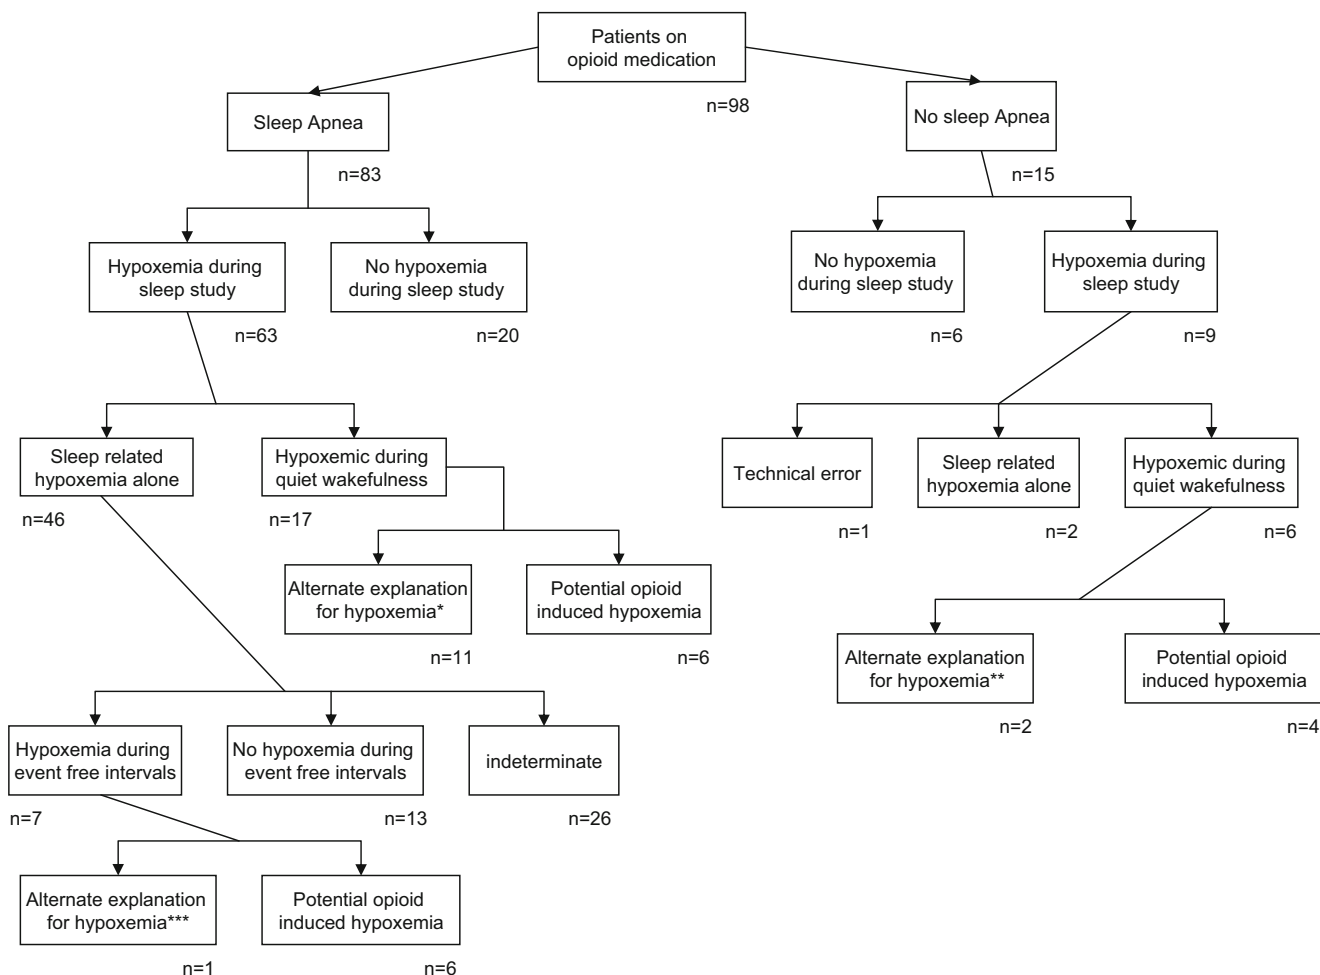 Patients on
opioid medication
n=98
Sleep Apnea
n=83
No sleep Apnea
n=15
Hypoxemia during
sleep study
n=63
No hypoxemia
during sleep study
n=20
No hypoxemia
during sleep study
n=6
Hypoxemia during
sleep study
n=9
Sleep related
hypoxemia alone
n=46
Hypoxemic during
quiet wakefulness
n=17
Technical error
n=1
Sleep related
hypoxemia alone
n=2
Hypoxemic during
quiet wakefulness
n=6
Alternate explanation
for hypoxemia*
n=11
Potential opioid
induced hypoxemia
n=6
Alternate explanation
for hypoxemia**
n=2
Potential opioid
induced hypoxemia
n=4
Hypoxemia during
event free intervals
n=7
No hypoxemia during
event free intervals
n=13
indeterminate
n=26
Alternate explanation
for hypoxemia***
n=1
Potential opioid
induced hypoxemia
n=6